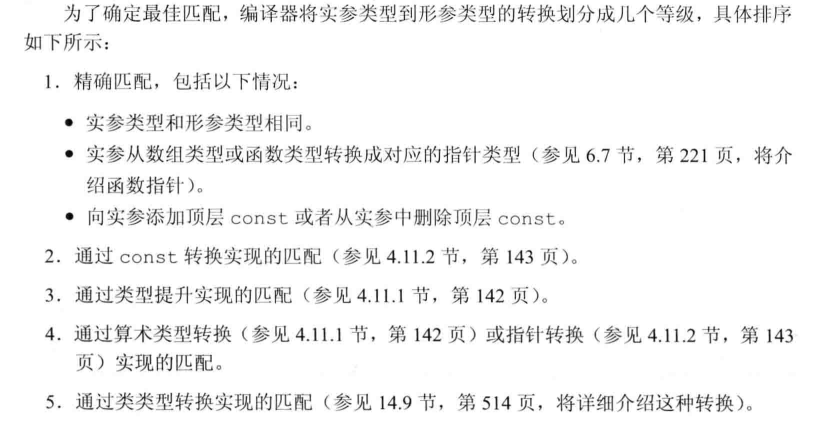 为了确定最佳匹配，编译器将实参类型到形参类型的转换划分成几个等级，具体排序
如下所示：
1．精确匹配，包括以下情况：
● 实参类型和形参类型相同。
● 实参从数组类型或函数类型转换成对应的指针类型（参见 6.7 节，第 221 页，将介
绍函数指针）。
● 向实参添加顶层 const 或者从实参中删除顶层 const。
2．通过 const 转换实现的匹配（参见 4.11.2 节，第 143 页）。
3．通过类型提升实现的匹配（参见 4.11.1 节，第 142 页）。
4．通过算术类型转换（参见 4.11.1 节，第 142 页）或指针转换（参见 4.11.2 节，第 143
页）实现的匹配。
5．通过类类型转换实现的匹配（参见 14.9 节，第 514 页，将详细介绍这种转换）。